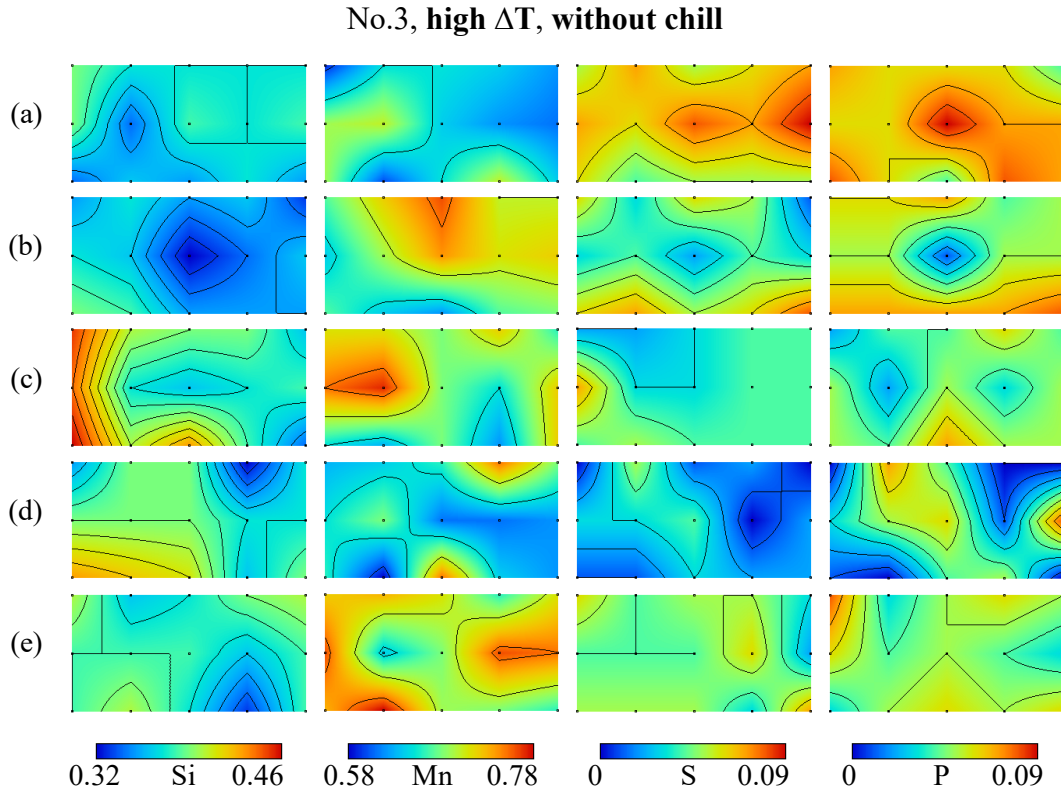 No.3, high ΔT, without chill
(a)
(b)
(c)
(d)
(e)
0.32 Si 0.46 0.58 Mn 0.78 0 S 0.09 0 P 0.09